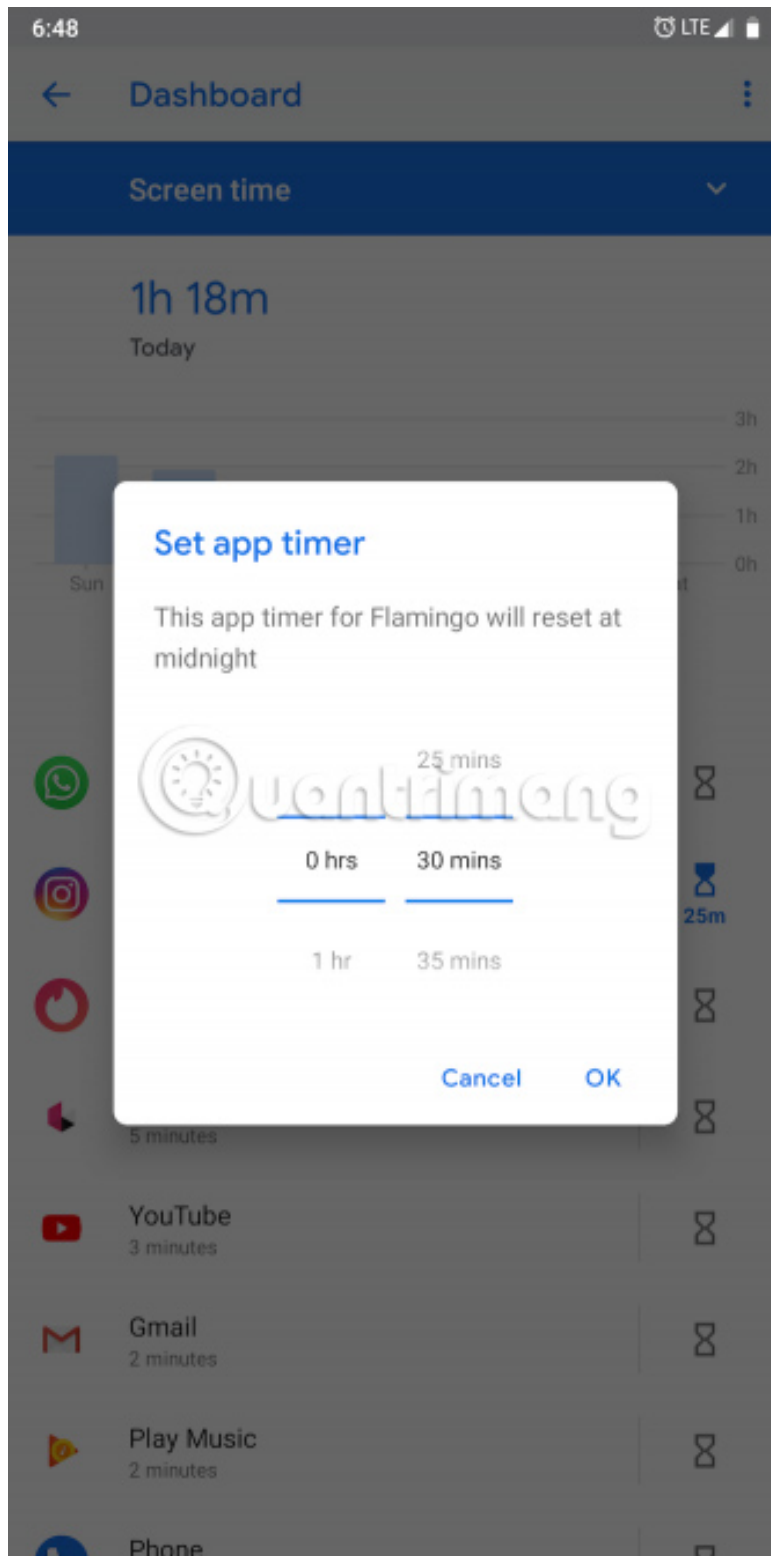 6:48
LTE
Dashboard
Screen time
1h 18m
Today
3h
2h
1h
0h
Sun
at
Set app timer
This app timer for Flamingo will reset at
midnight
Quantrimang
25 mins
0 hrs 30 mins
1 hr 35 mins
Cancel OK
25m
5 minutes
YouTube
3 minutes
Gmail
2 minutes
Play Music
2 minutes
Phone